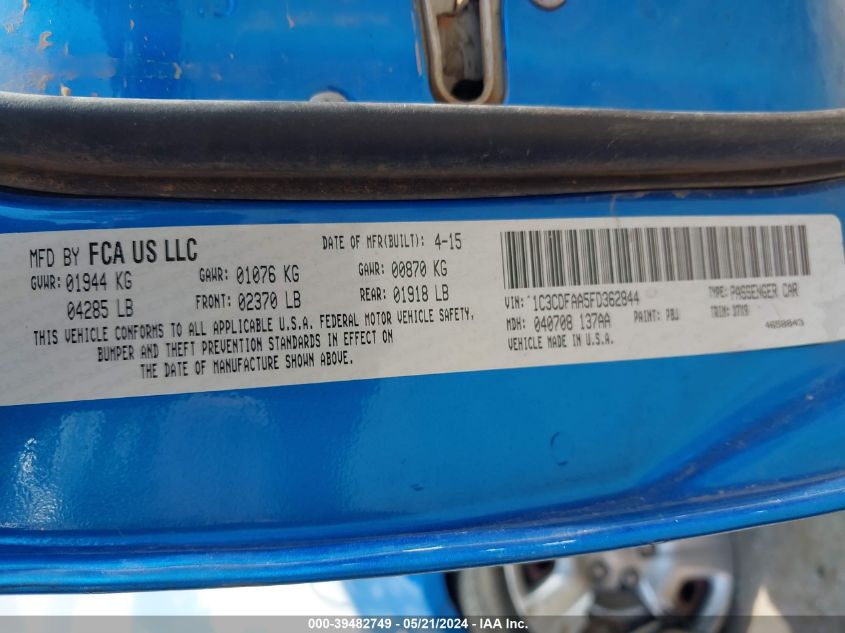 MFD BY FCA US LLC
DATE OF MFR(BUILT): 4-15
GVWR: 01944 KG
GAWR: 01076 KG
GAWR: 00870 KG
04285 LB
FRONT: 02370 LB
REAR: 01918 LB
THIS VEHICLE CONFORMS TO ALL APPLICABLE U.S.A. FEDERAL MOTOR VEHICLE SAFETY,
BUMPER AND THEFT PREVENTION STANDARDS IN EFFECT ON
THE DATE OF MANUFACTURE SHOWN ABOVE.
VIN: 1C3CDFAA5FD362844
TYPE: PASSENGER CAR
MDH: 040708 137AA
PAINT: PBJ
TRIM:
VEHICLE MADE IN U.S.A.
4658043
000-39482749 - 05/21/2024 - IAA Inc.